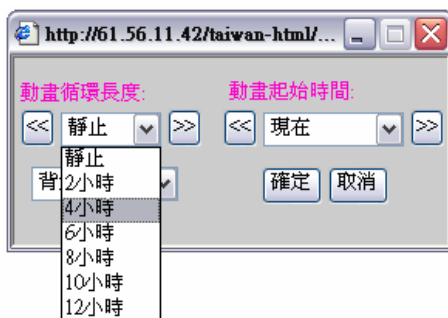 http://61.56.11.42/taiwan-html/...
動畫循環長度: 動畫起始時間:
<< 靜止 >> << 現在 >>
靜止
背 2小時 確定 取消
4小時
6小時
8小時
10小時
12小時